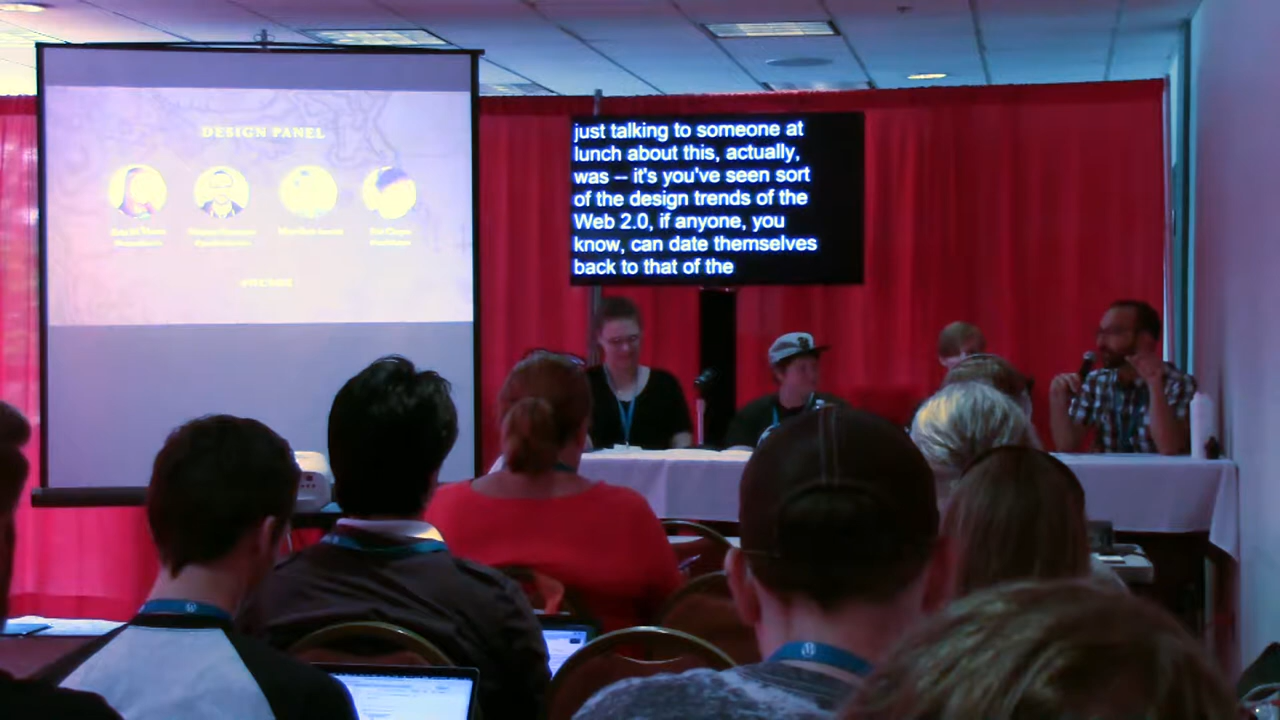 DESIGN PANEL
just talking to someone at
lunch about this, actually,
was -- it's you've seen sort
of the design trends of the
Web 2.0, if anyone, you
know, can date themselves
back to that of the